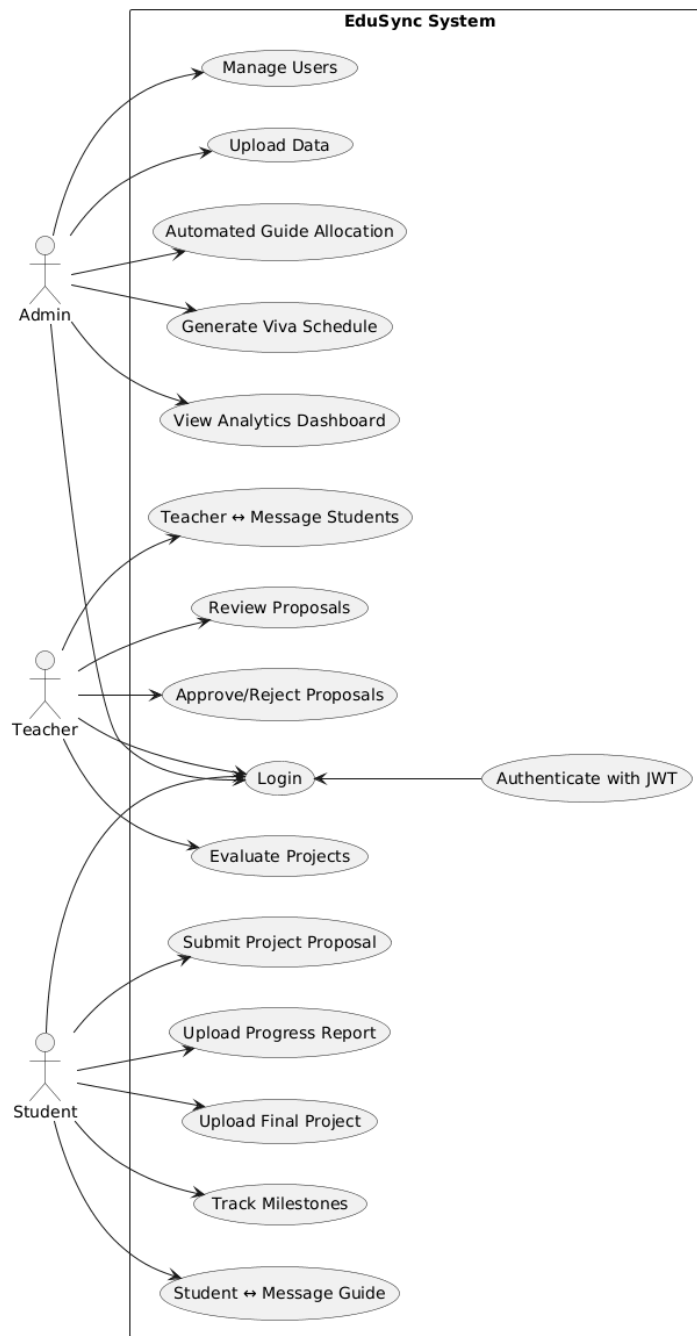 EduSync System
Manage Users
Upload Data
Automated Guide Allocation
Admin
Generate Viva Schedule
View Analytics Dashboard
Teacher ↔ Message Students
Review Proposals
Approve/Reject Proposals
Teacher
Login
Authenticate with JWT
Evaluate Projects
Submit Project Proposal
Upload Progress Report
Student
Upload Final Project
Track Milestones
Student ↔ Message Guide